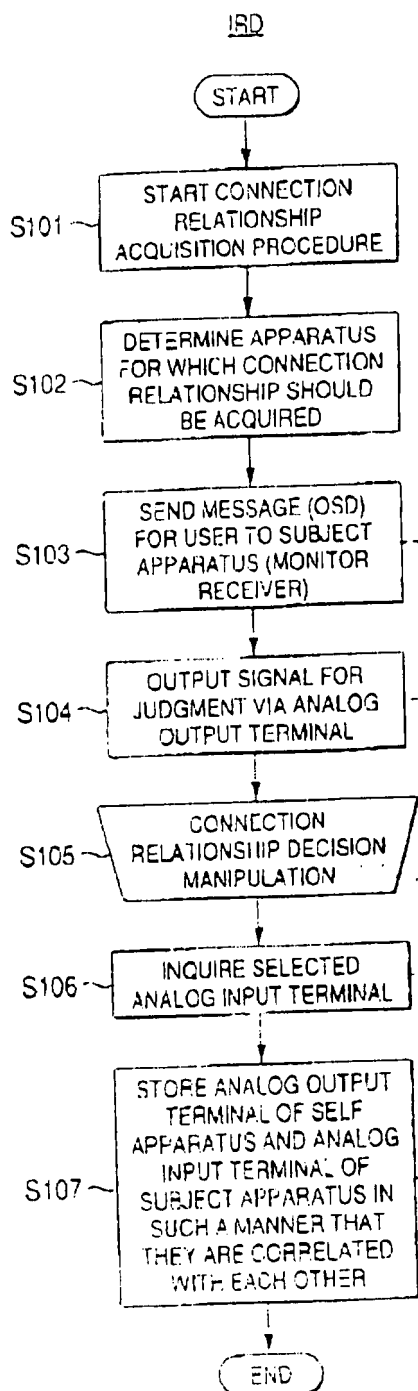 IRD
START
S101
START CONNECTION
RELATIONSHIP
ACQUISITION PROCEDURE
S102
DETERMINE APPARATUS
FOR WHICH CONNECTION
RELATIONSHIP SHOULD
BE ACQUIRED
S103
SEND MESSAGE (OSD)
FOR USER TO SUBJECT
APPARATUS (MONITOR
RECEIVER)
S104
OUTPUT SIGNAL FOR
JUDGMENT VIA ANALOG
OUTPUT TERMINAL
S105
CONNECTION
RELATIONSHIP DECISION
MANIPULATION
S106
INQUIRE SELECTED
ANALOG INPUT TERMINAL
S107
STORE ANALOG OUTPUT
TERMINAL OF SELF
APPARATUS AND ANALOG
INPUT TERMINAL OF
SUBJECT APPARATUS IN
SUCH A MANNER THAT
THEY ARE CORRELATED
WITH EACH OTHER
END